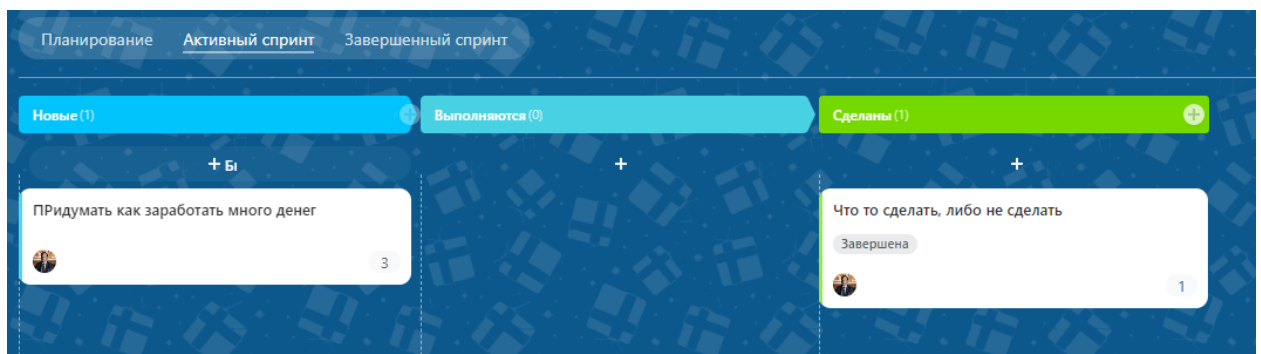 Планирование Активный спринт Завершенный спринт
Новые (1) Выполняются (0) Сделаны (1)
+ Бı + +
ПРидумать как заработать много денег
3
Что то сделать, либо не сделать
Завершена
1